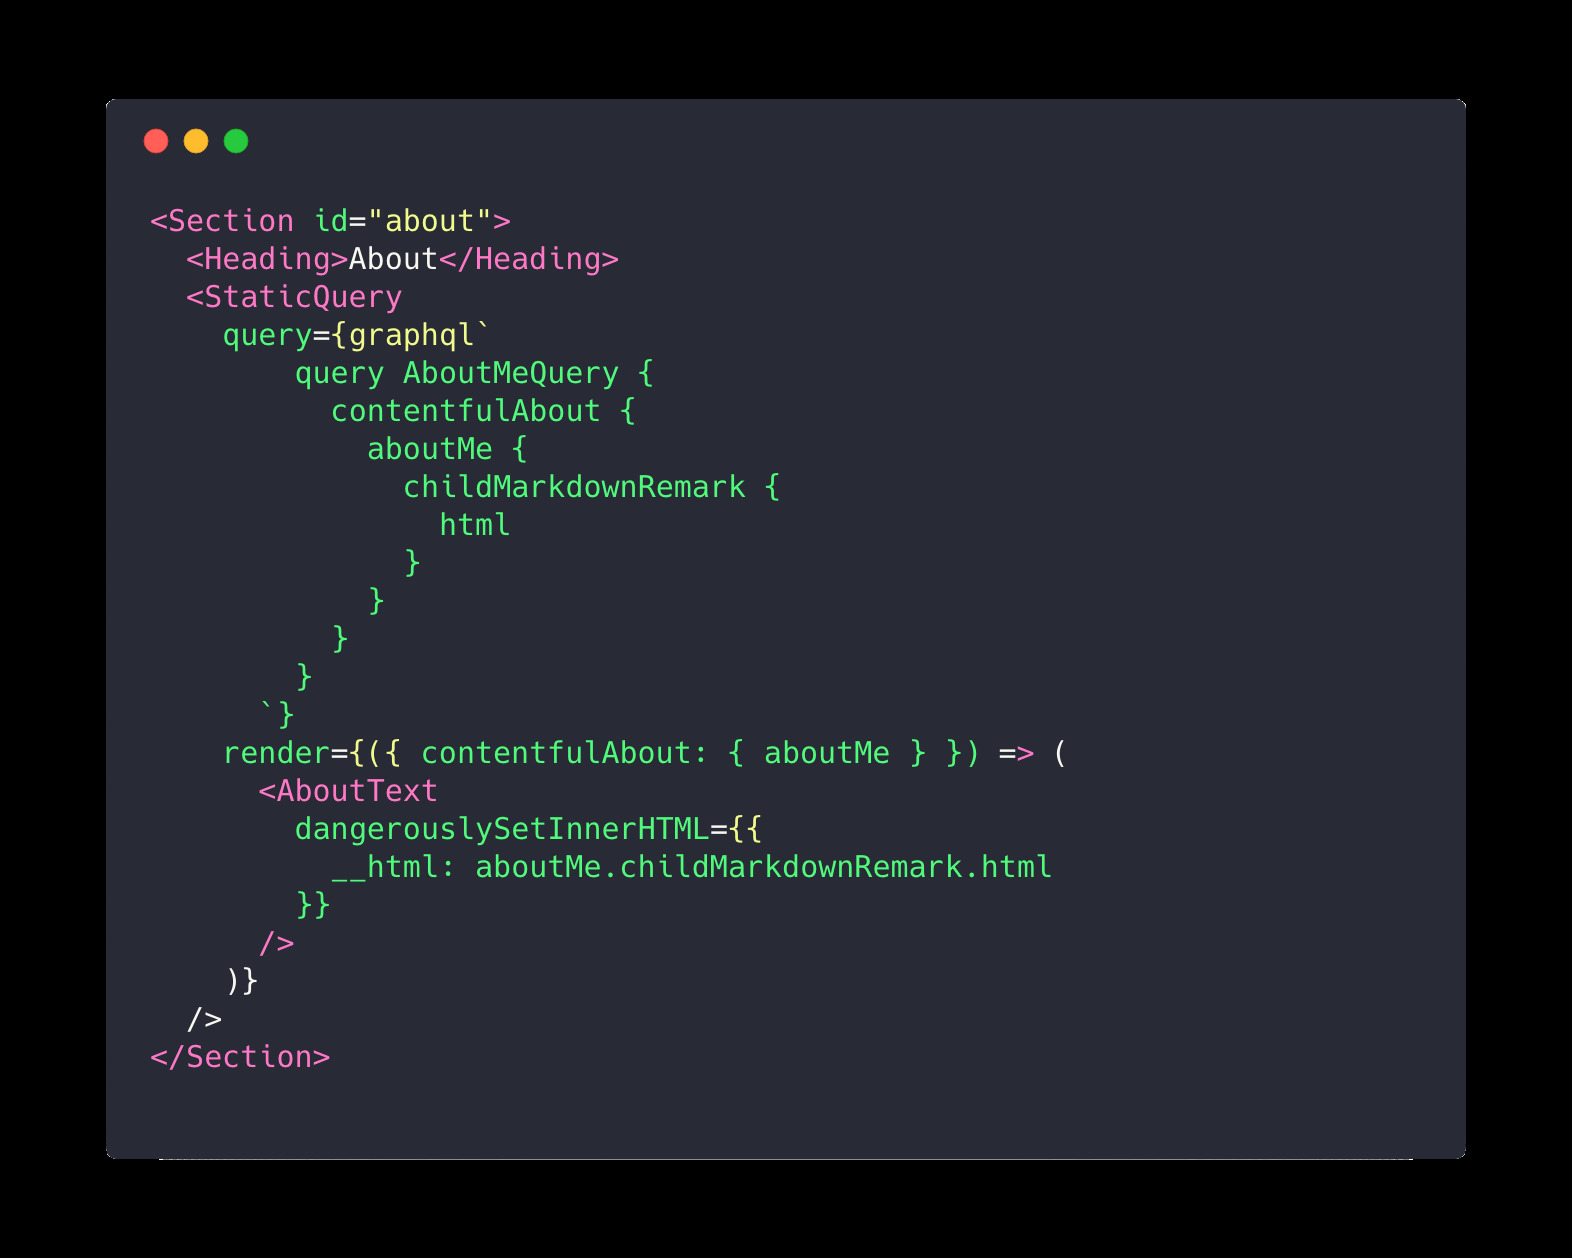 <Section id="about">
  <Heading>About</Heading>
  <StaticQuery
    query={graphql`
        query AboutMeQuery {
          contentfulAbout {
            aboutMe {
              childMarkdownRemark {
                html
              }
            }
          }
        }
      `}
    render={({ contentfulAbout: { aboutMe } }) => (
      <AboutText
        dangerouslySetInnerHTML={{
          __html: aboutMe.childMarkdownRemark.html
        }}
      />
    )}
  />
</Section>